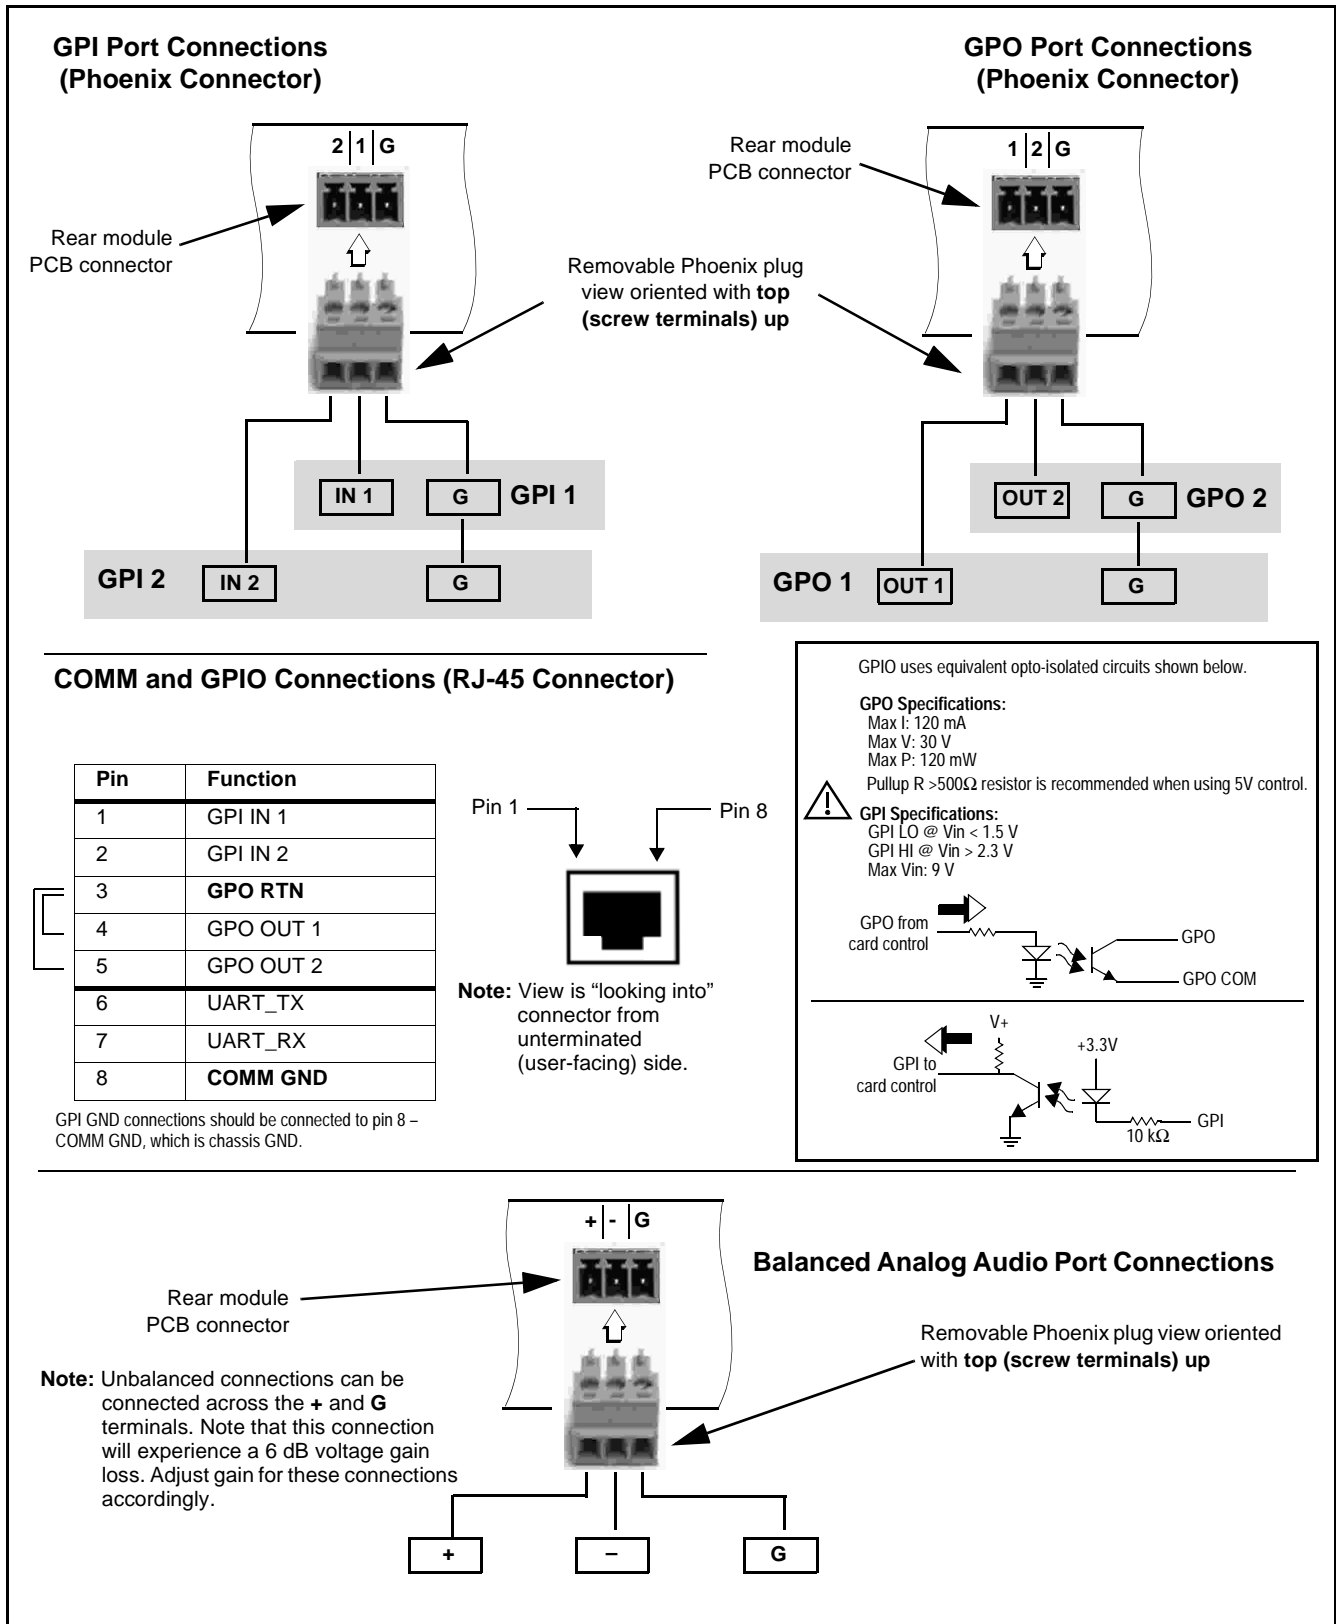 GPI Port Connections
(Phoenix Connector)
2 1 G
Rear module
PCB connector
IN 1 G GPI 1
GPI 2 IN 2 G
Removable Phoenix plug
view oriented with top
(screw terminals) up
GPO Port Connections
(Phoenix Connector)
1 2 G
Rear module
PCB connector
OUT 2 G GPO 2
GPO 1 OUT 1 G
COMM and GPIO Connections (RJ-45 Connector)
Pin Function
1 GPI IN 1
2 GPI IN 2
3 GPO RTN
4 GPO OUT 1
5 GPO OUT 2
6 UART_TX
7 UART_RX
8 COMM GND
GPI GND connections should be connected to pin 8 –
COMM GND, which is chassis GND.
Pin 1 Pin 8
Note: View is “looking into”
connector from
unterminated
(user-facing) side.
GPIO uses equivalent opto-isolated circuits shown below.
GPO Specifications:
Max I: 120 mA
Max V: 30 V
Max P: 120 mW
Pullup R >500Ω resistor is recommended when using 5V control.
!
GPI Specifications:
GPI LO @ Vin < 1.5 V
GPI HI @ Vin > 2.3 V
Max Vin: 9 V
GPO from
card control
GPO
GPO COM
V+
+3.3V
GPI to
card control
GPI
10 kΩ
+ - G
Balanced Analog Audio Port Connections
Rear module
PCB connector
Removable Phoenix plug view oriented
with top (screw terminals) up
Note: Unbalanced connections can be
connected across the + and G
terminals. Note that this connection
will experience a 6 dB voltage gain
loss. Adjust gain for these connections
accordingly.
+ – G